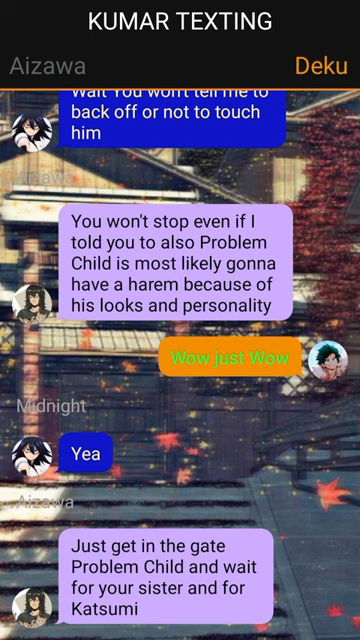 KUMAR TEXTING
Aizawa
Deku
Wait You won't tell me to
back off or not to touch
him
Aizawa
You won't stop even if I
told you to also Problem
Child is most likely gonna
have a harem because of
his looks and personality
Wow just Wow
Midnight
Yea
Aizawa
Just get in the gate
Problem Child and wait
for your sister and for
Katsumi